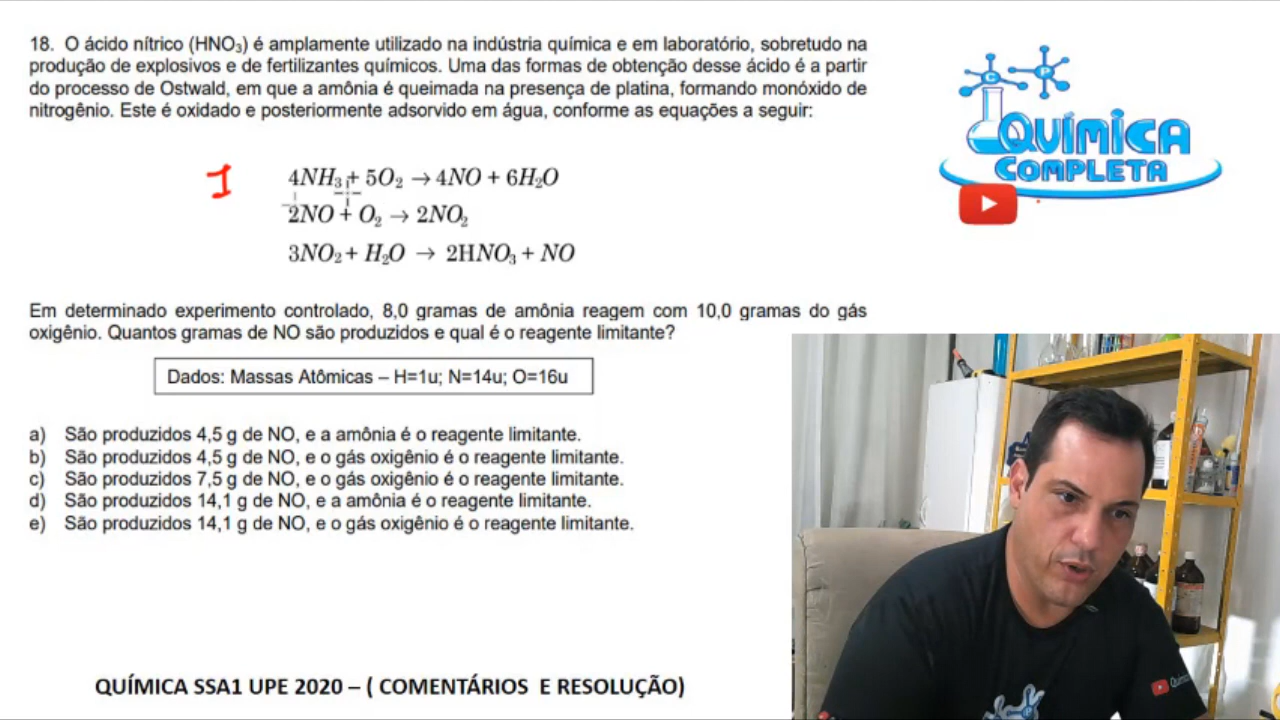 18. O ácido nítrico (HNO₃) é amplamente utilizado na indústria química e em laboratório, sobretudo na
produção de explosivos e de fertilizantes químicos. Uma das formas de obtenção desse ácido é a partir
do processo de Ostwald, em que a amônia é queimada na presença de platina, formando monóxido de
nitrogênio. Este é oxidado e posteriormente adsorvido em água, conforme as equações a seguir:
C P
QUÍMICA
COMPLETA
1
4NH₃ + 5O₂ → 4NO + 6H₂O
2NO + O₂ → 2NO₂
3NO₂ + H₂O → 2HNO₃ + NO
Em determinado experimento controlado, 8,0 gramas de amônia reagem com 10,0 gramas do gás
oxigênio. Quantos gramas de NO são produzidos e qual é o reagente limitante?
Dados: Massas Atômicas – H=1u; N=14u; O=16u
a) São produzidos 4,5 g de NO, e a amônia é o reagente limitante.
b) São produzidos 4,5 g de NO, e o gás oxigênio é o reagente limitante.
c) São produzidos 7,5 g de NO, e o gás oxigênio é o reagente limitante.
d) São produzidos 14,1 g de NO, e a amônia é o reagente limitante.
e) São produzidos 14,1 g de NO, e o gás oxigênio é o reagente limitante.
QUÍMICA SSA1 UPE 2020 – ( COMENTÁRIOS E RESOLUÇÃO)